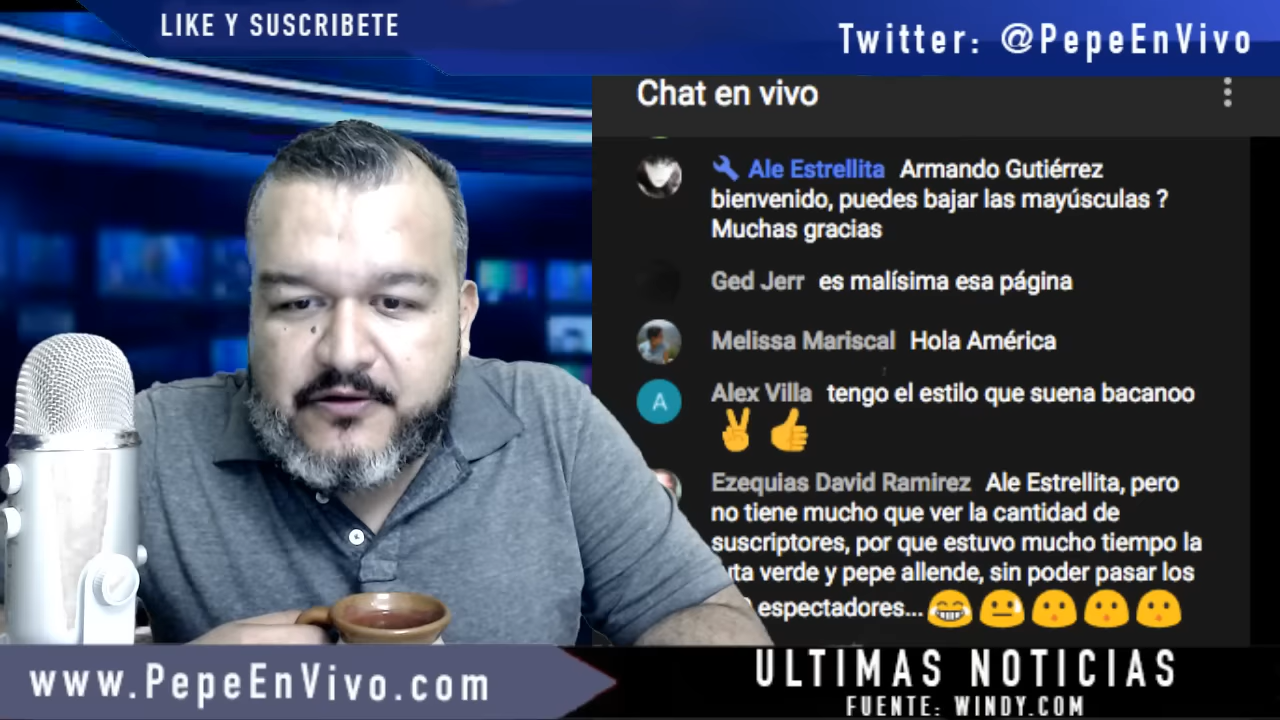 LIKE Y SUSCRIBETE
Twitter: @PepeEnVivo
Chat en vivo
Ale Estrellita Armando Gutiérrez
bienvenido, puedes bajar las mayúsculas ?
Muchas gracias
Ged Jerr es malísima esa página
Melissa Mariscal Hola América
A
Alex Villa tengo el estilo que suena bacanoo
✌👍
Ezequias David Ramirez Ale Estrellita, pero
no tiene mucho que ver la cantidad de
suscriptores, por que estuvo mucho tiempo la
verde y pepe allende, sin poder pasar los
espectadores...😂😅😗😗😗
www.PepeEnVivo.com
ULTIMAS NOTICIAS
FUENTE: WINDY.COM